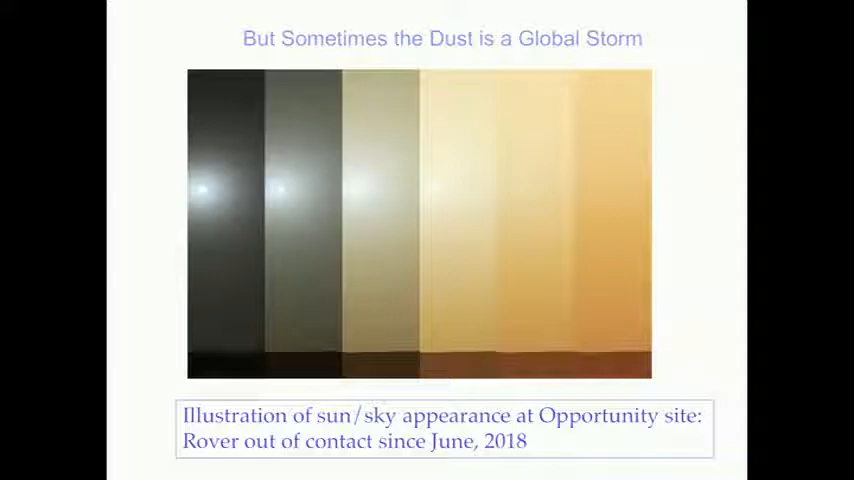 But Sometimes the Dust is a Global Storm
Illustration of sun/sky appearance at Opportunity site:
Rover out of contact since June, 2018